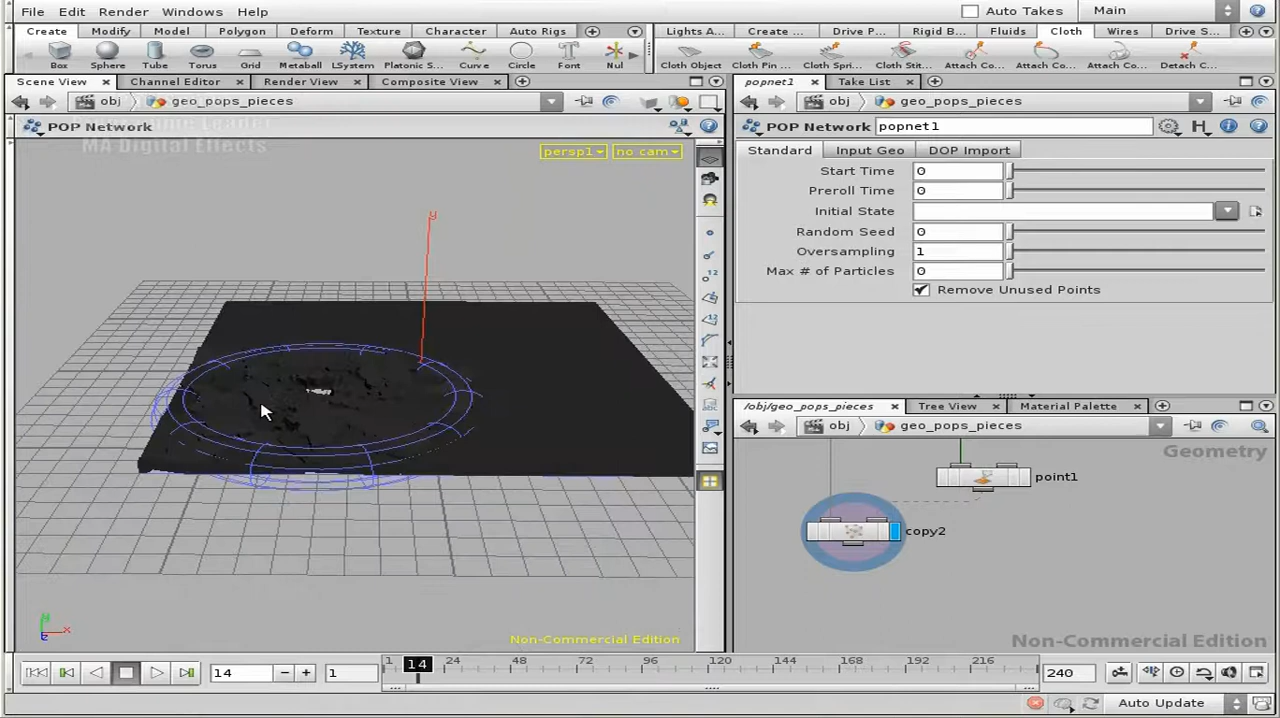 File Edit Render Windows Help Auto Takes Main
Create Modify Model Polygon Deform Texture Character Auto Rigs Lights A... Create ... Drive P... Rigid B... Fluids Cloth Wires Drive S...
Box Sphere Tube Torus Grid Metaball LSystem Platonic S... Curve Circle Font Nul Cloth Object Cloth Pin ... Cloth Spri... Cloth Stit... Attach Co... Attach Co... Attach Co... Detach C...
Scene View Channel Editor Render View Composite View popnet1 Take List
obj geo_pops_pieces obj geo_pops_pieces
POP Network POP Network popnet1
MA Digital Effects
persp1 no cam
Standard Input Geo DOP Import
Start Time 0
Preroll Time 0
Initial State
Random Seed 0
Oversampling 1
Max # of Particles 0
Remove Unused Points
y
/obj/geo_pops_pieces Tree View Material Palette
obj geo_pops_pieces
Geometry
point1
copy2
y x z
Non-Commercial Edition Non-Commercial Edition
14 1 1 14 24 48 72 96 120 144 168 192 216 240
Auto Update